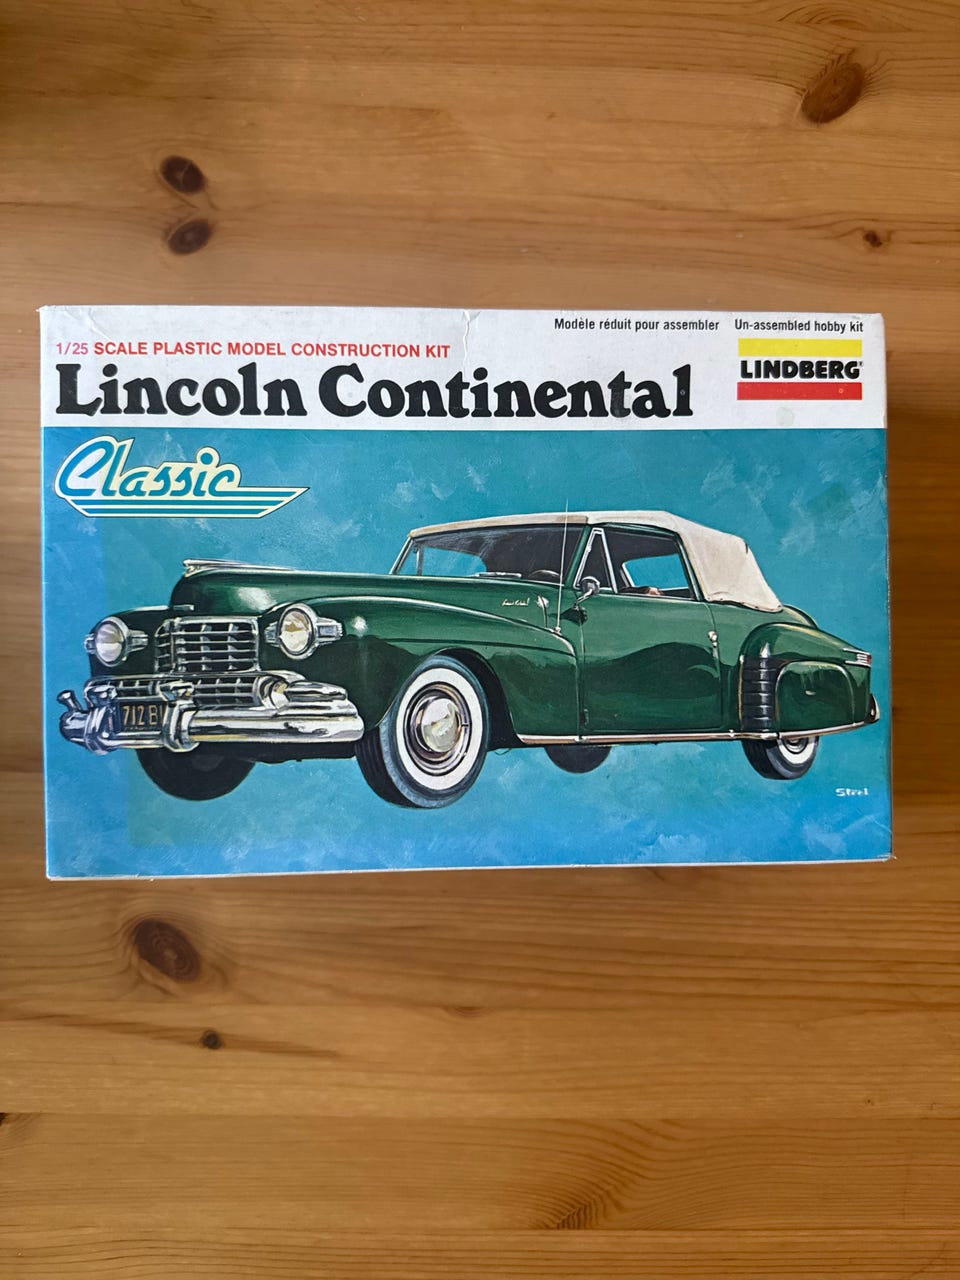 Modèle réduit pour assembler Un-assembled hobby kit
1/25 SCALE PLASTIC MODEL CONSTRUCTION KIT
LINDBERG®
Lincoln Continental
Classic
712 B
Steel